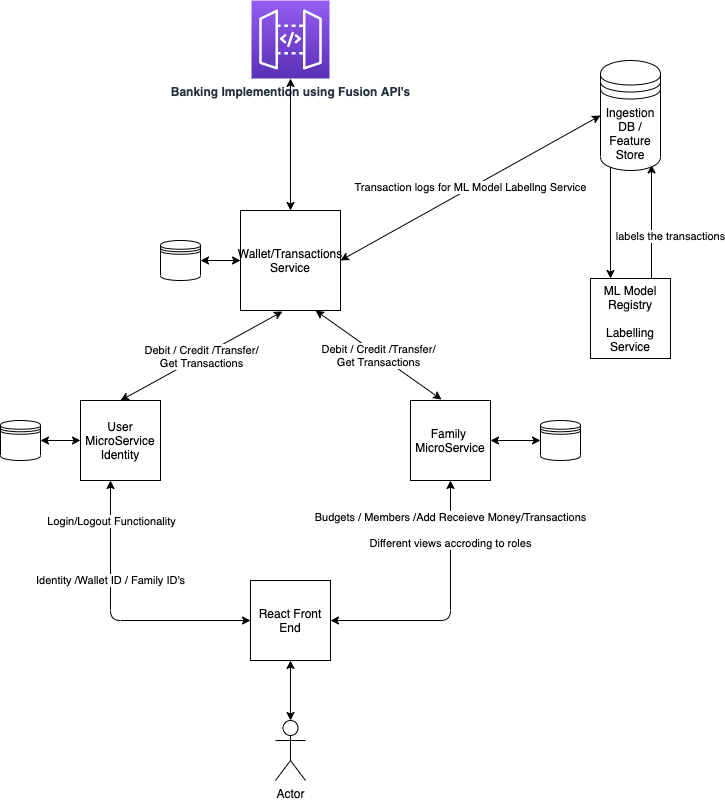 Banking Implemention using Fusion API's
Ingestion
DB /
Feature
Store
Transaction logs for ML Model Labellng Service
labels the transactions
Wallet/Transactions
Service
ML Model
Registry
Labelling
Service
Debit / Credit /Transfer/
Get Transactions
Debit / Credit /Transfer/
Get Transactions
User
MicroService
Identity
Family
MicroService
Login/Logout Functionality
Budgets / Members /Add Receieve Money/Transactions
Different views accroding to roles
Identity /Wallet ID / Family ID's
React Front
End
Actor